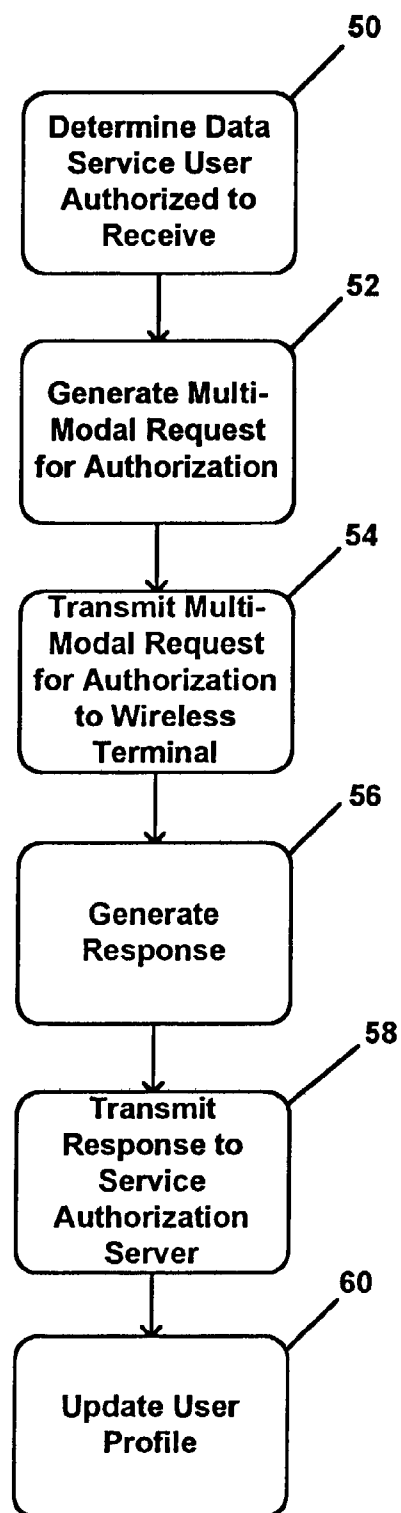 50
Determine Data
Service User
Authorized to
Receive
52
Generate Multi-
Modal Request
for Authorization
54
Transmit Multi-
Modal Request
for Authorization
to Wireless
Terminal
56
Generate
Response
58
Transmit
Response to
Service
Authorization
Server
60
Update User
Profile